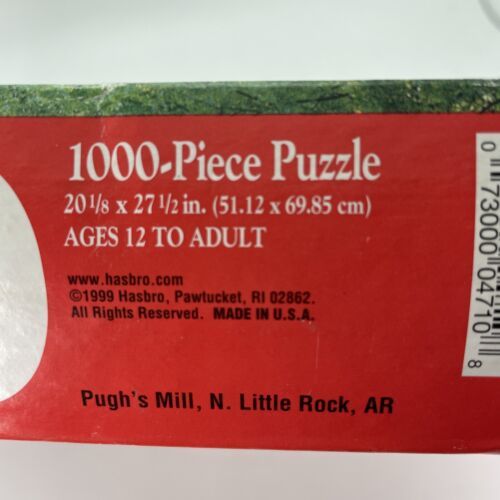 1000-Piece Puzzle
20 1/8 x 27 1/2 in. (51.12 x 69.85 cm)
AGES 12 TO ADULT
www.hasbro.com
©1999 Hasbro, Pawtucket, RI 02862.
All Rights Reserved. MADE IN U.S.A.
Pugh's Mill, N. Little Rock, AR
0 73000 04710 8